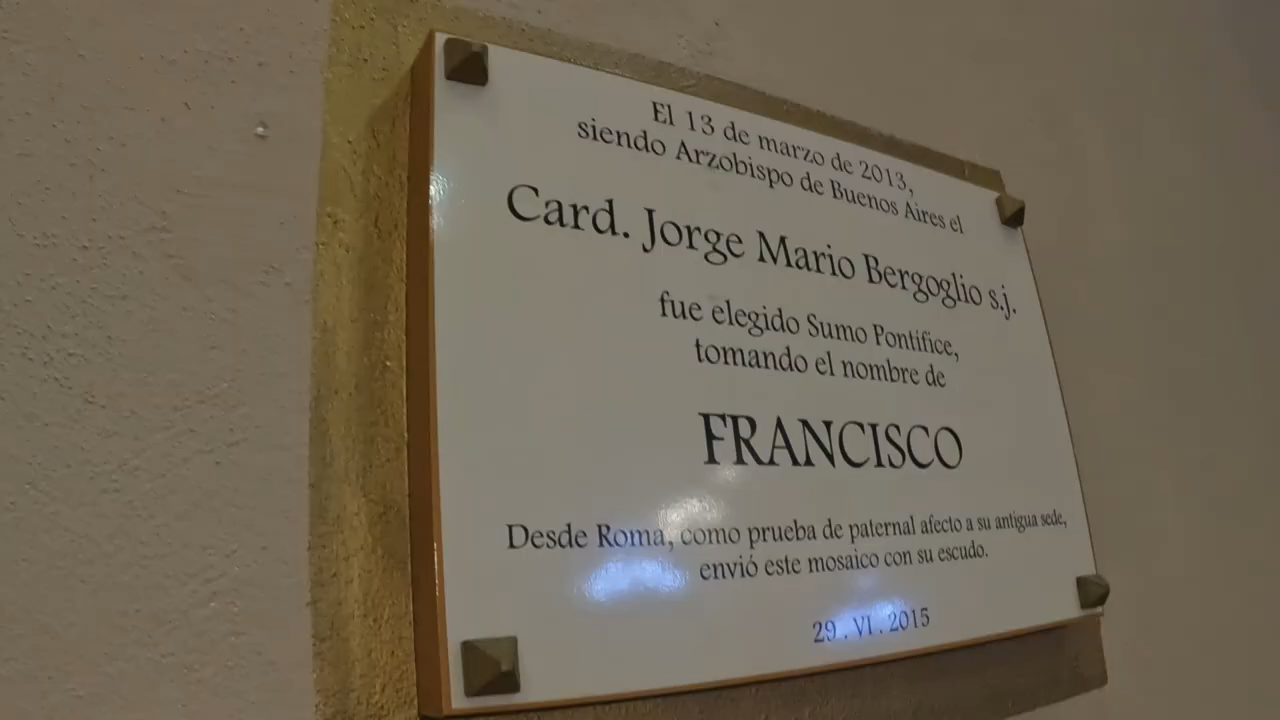 El 13 de marzo de 2013,
siendo Arzobispo de Buenos Aires el
Card. Jorge Mario Bergoglio s.j.
fue elegido Sumo Pontífice,
tomando el nombre de
FRANCISCO
Desde Roma, como prueba de paternal afecto a su antigua sede,
envió este mosaico con su escudo.
29 . VI . 2015